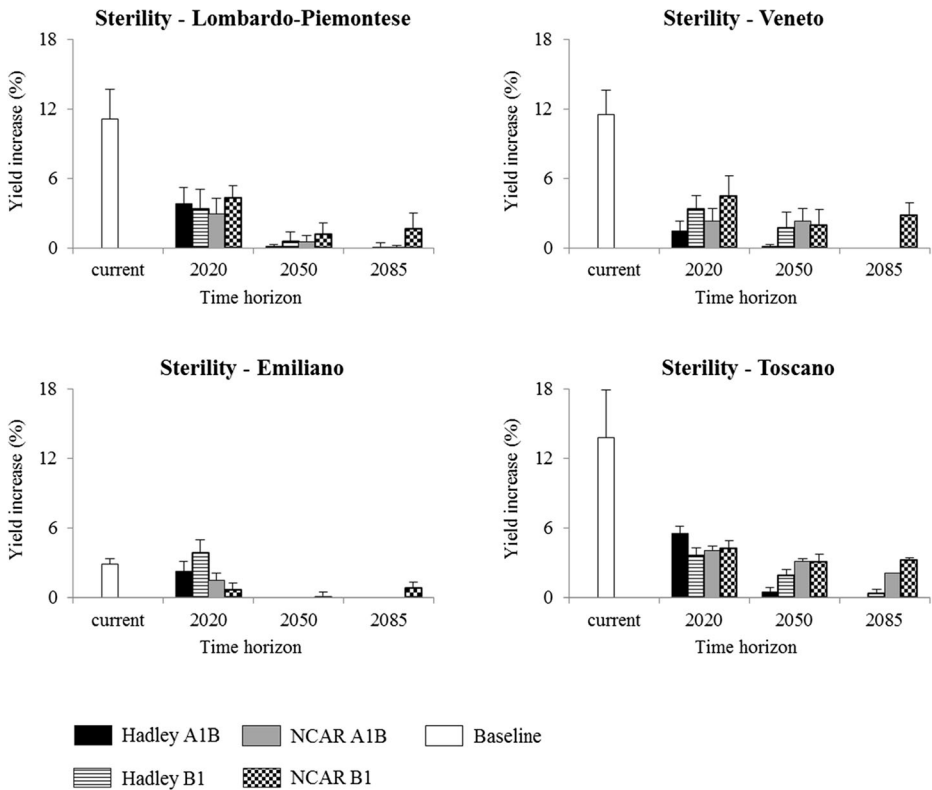 Sterility - Lombardo-Piemontese
Yield increase (%)
18
12
6
0
current 2020 2050 2085
Time horizon
Sterility - Veneto
Yield increase (%)
18
12
6
0
current 2020 2050 2085
Time horizon
Sterility - Emiliano
Yield increase (%)
18
12
6
0
current 2020 2050 2085
Time horizon
Sterility - Toscano
Yield increase (%)
18
12
6
0
current 2020 2050 2085
Time horizon
Hadley A1B NCAR A1B Baseline
Hadley B1 NCAR B1